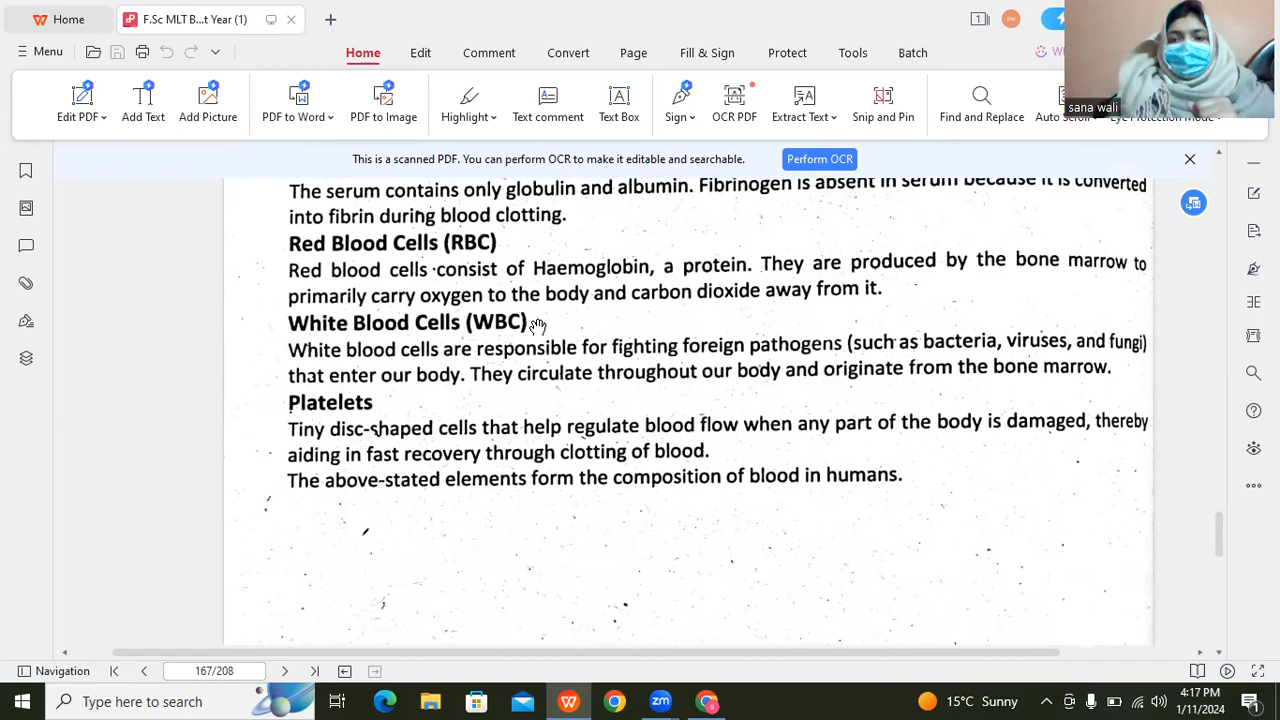 Home
F.Sc MLT B...t Year (1)
1
Menu
Home Edit Comment Convert Page Fill & Sign Protect Tools Batch
Edit PDF Add Text Add Picture PDF to Word PDF to Image Highlight Text comment Text Box Sign OCR PDF Extract Text Snip and Pin Find and Replace Auto Scroll Eye Protection Mode
sana wali
This is a scanned PDF. You can perform OCR to make it editable and searchable. Perform OCR
The serum contains only globulin and albumin. Fibrinogen is absent in serum because it is converted
into fibrin during blood clotting.
Red Blood Cells (RBC)
Red blood cells consist of Haemoglobin, a protein. They are produced by the bone marrow to
primarily carry oxygen to the body and carbon dioxide away from it.
White Blood Cells (WBC)
White blood cells are responsible for fighting foreign pathogens (such as bacteria, viruses, and fungi)
that enter our body. They circulate throughout our body and originate from the bone marrow.
Platelets
Tiny disc-shaped cells that help regulate blood flow when any part of the body is damaged, thereby
aiding in fast recovery through clotting of blood.
The above-stated elements form the composition of blood in humans.
Navigation 167/208
Type here to search
15°C Sunny
4:17 PM
1/11/2024